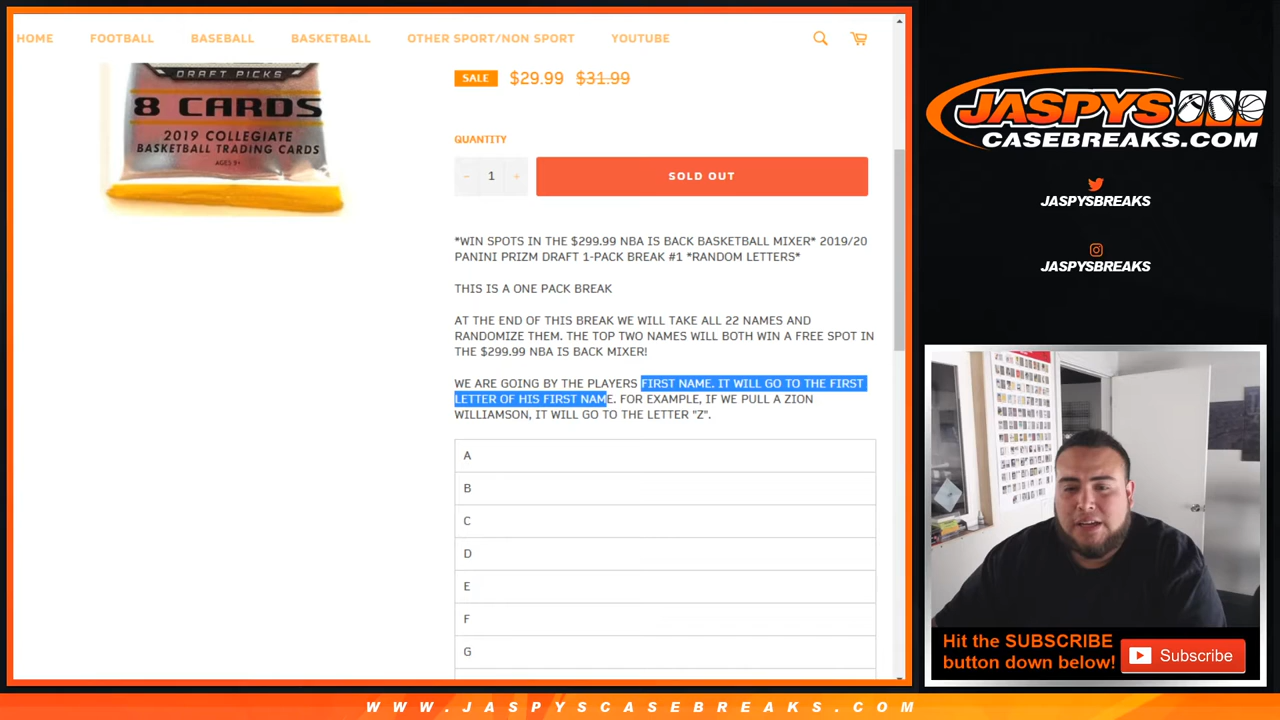 HOME FOOTBALL BASEBALL BASKETBALL OTHER SPORT/NON SPORT YOUTUBE
DRAFT PICKS
8 CARDS
2019 COLLEGIATE
BASKETBALL TRADING CARDS
AGES 9+
SALE $29.99 $31.99
QUANTITY
− 1 +
SOLD OUT
*WIN SPOTS IN THE $299.99 NBA IS BACK BASKETBALL MIXER* 2019/20
PANINI PRIZM DRAFT 1-PACK BREAK #1 *RANDOM LETTERS*
THIS IS A ONE PACK BREAK
AT THE END OF THIS BREAK WE WILL TAKE ALL 22 NAMES AND
RANDOMIZE THEM. THE TOP TWO NAMES WILL BOTH WIN A FREE SPOT IN
THE $299.99 NBA IS BACK MIXER!
WE ARE GOING BY THE PLAYERS FIRST NAME. IT WILL GO TO THE FIRST
LETTER OF HIS FIRST NAME. FOR EXAMPLE, IF WE PULL A ZION
WILLIAMSON, IT WILL GO TO THE LETTER "Z".
A
B
C
D
E
F
G
JASPYS
CASEBREAKS.COM
JASPYSBREAKS
JASPYSBREAKS
Hit the SUBSCRIBE
button down below!
Subscribe
WWW.JASPYSCASEBREAKS.COM